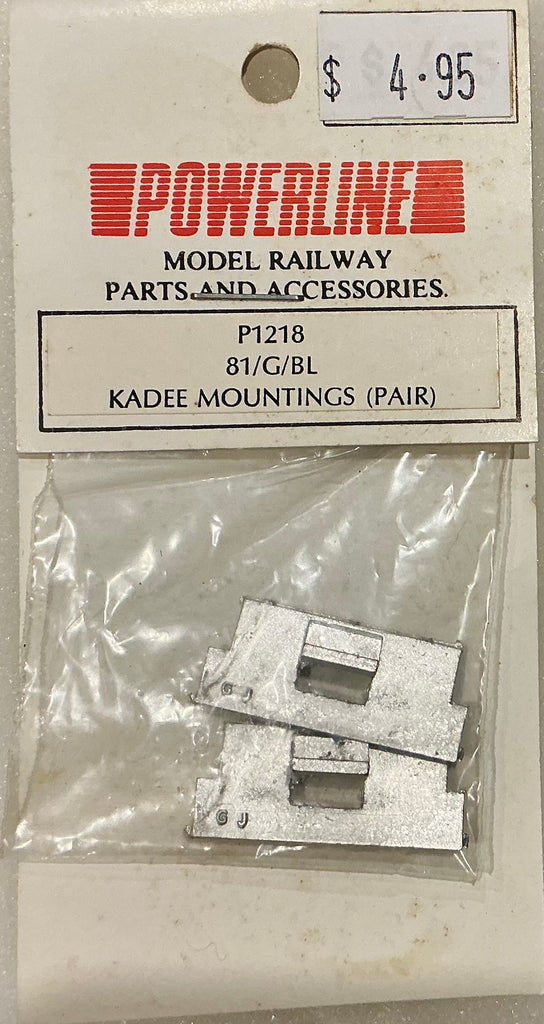 $ 4.95
POWERLINE
MODEL RAILWAY
PARTS AND ACCESSORIES.
P1218
81/G/BL
KADEE MOUNTINGS (PAIR)
G J
G J